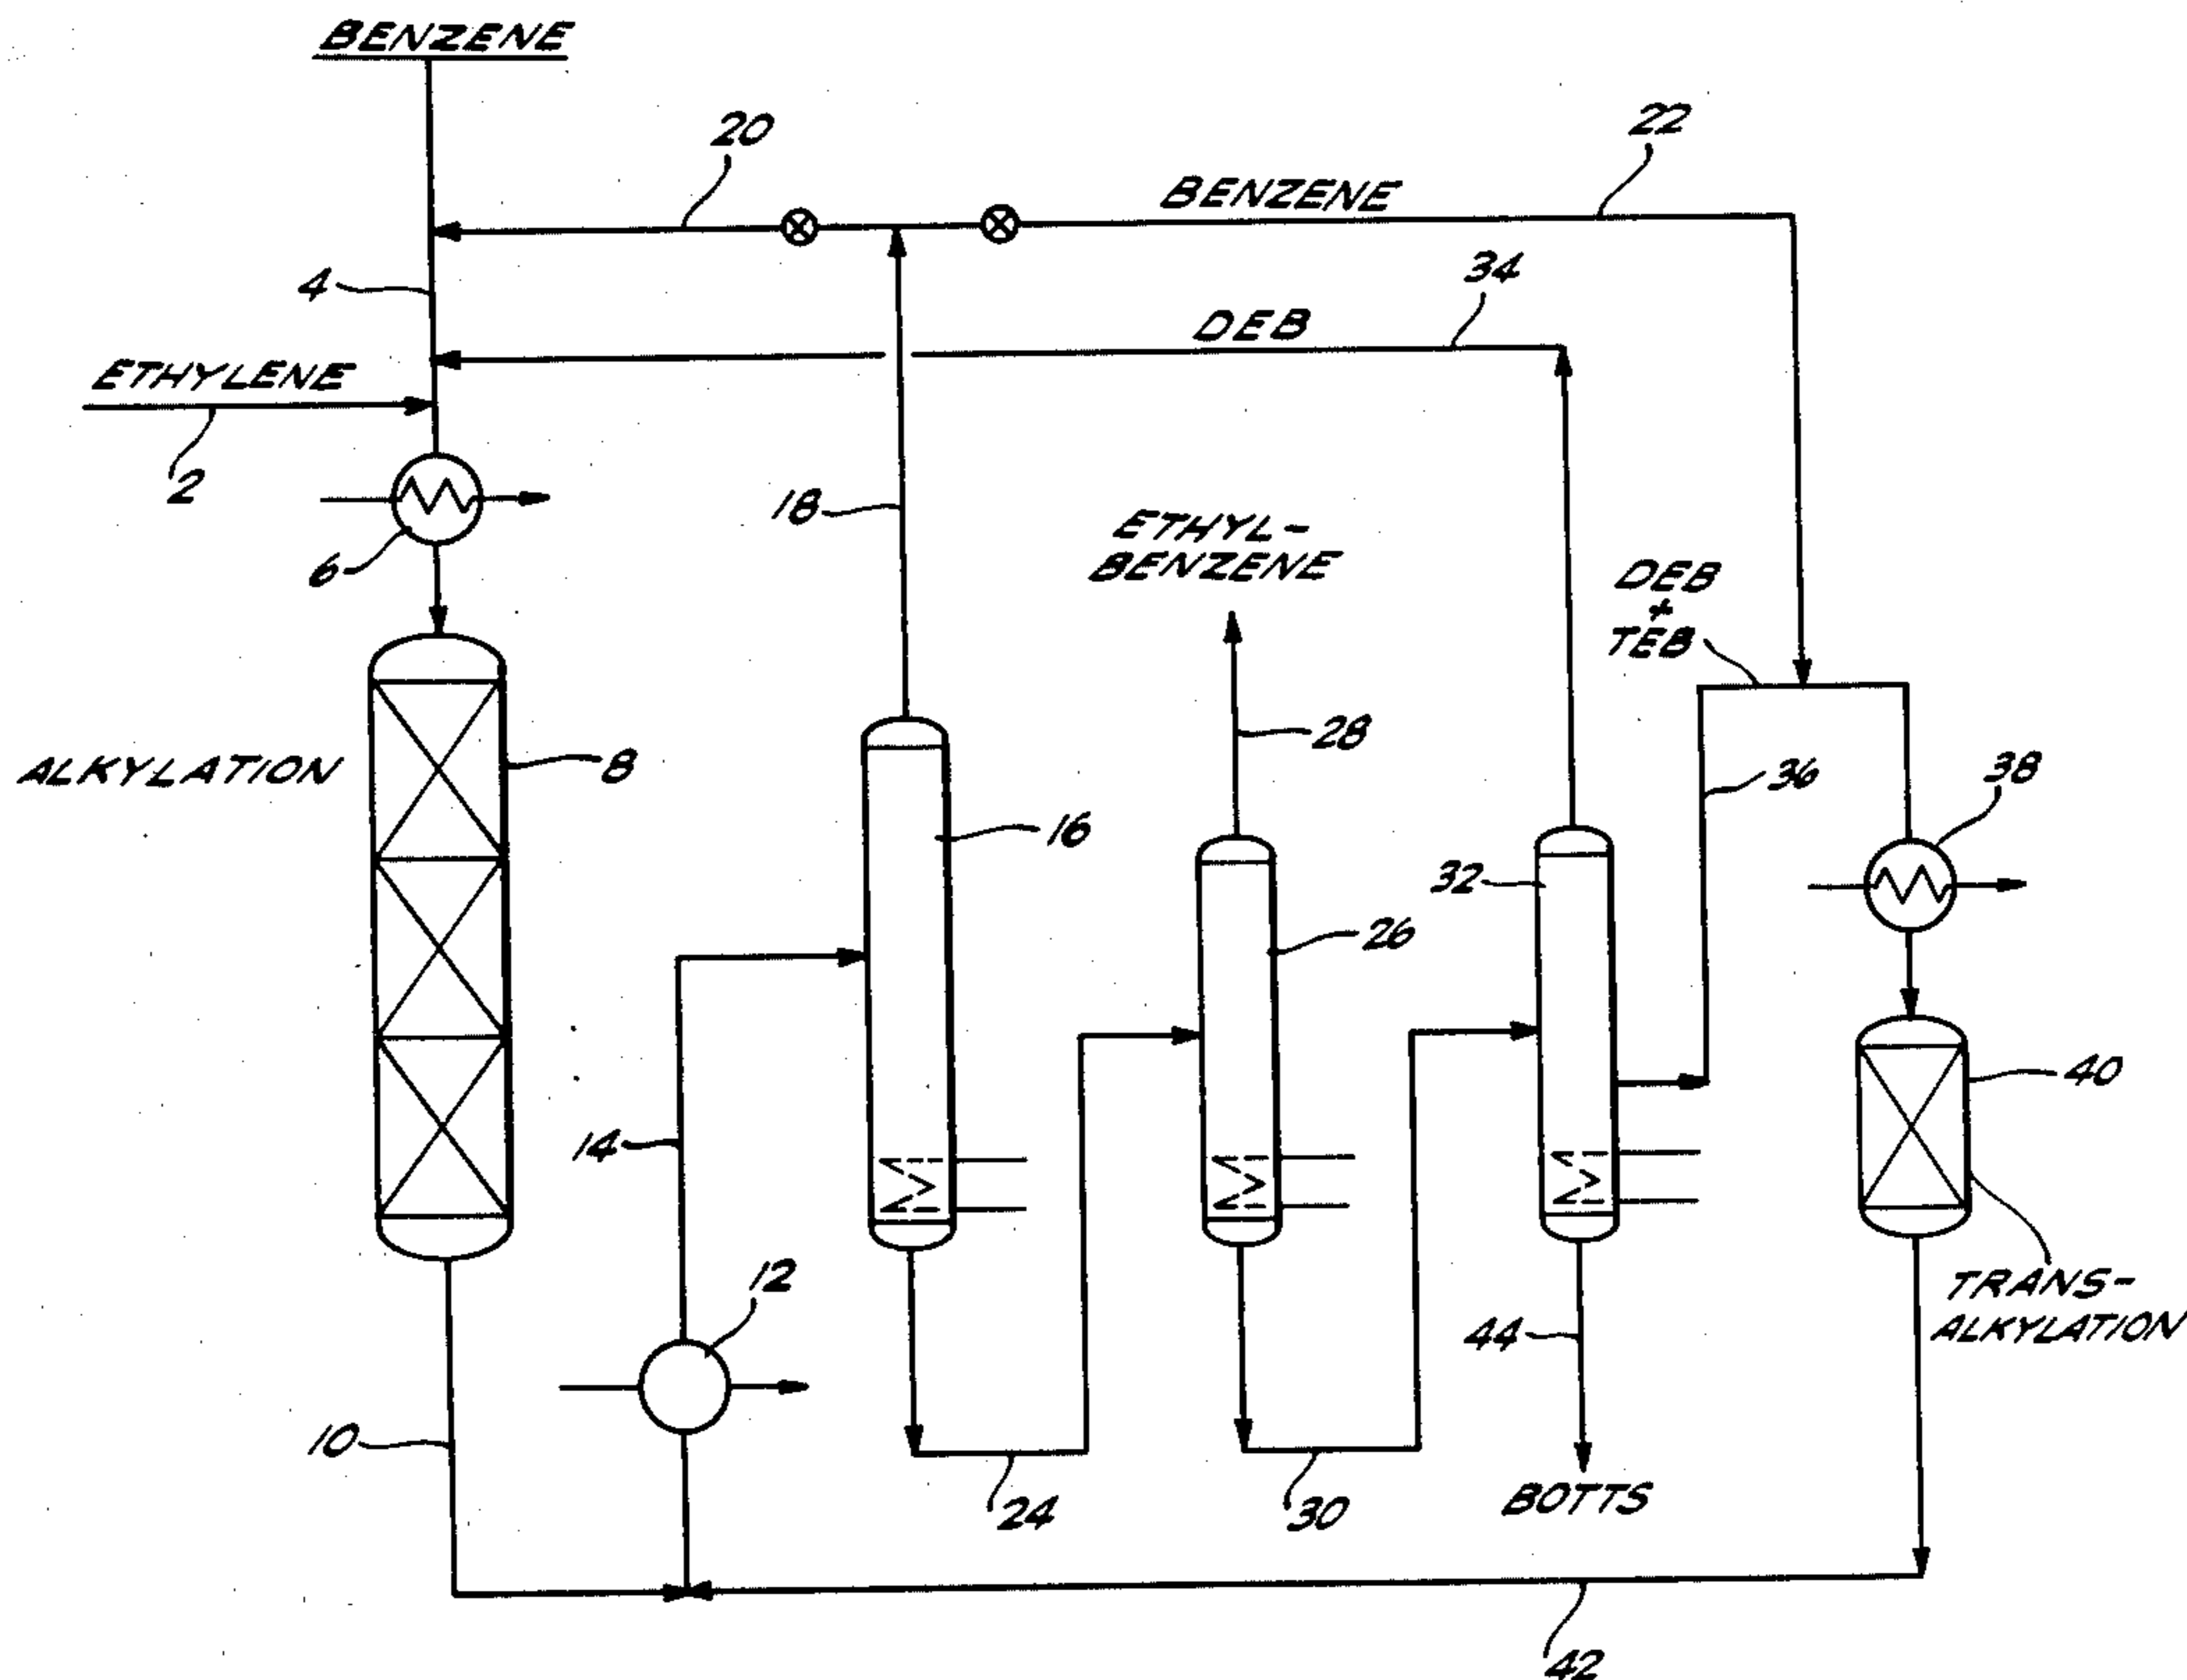 BENZENE
20
22
BENZENE
4
34
DEB
ETHYLENE
2
18
ETHYL-
BENZENE
6
DEB
+
TEB
28
ALKYLATION
8
36
38
16
32
26
40
14
12
TRANS-
ALKYLATION
44
10
24
30
BOTTS
42